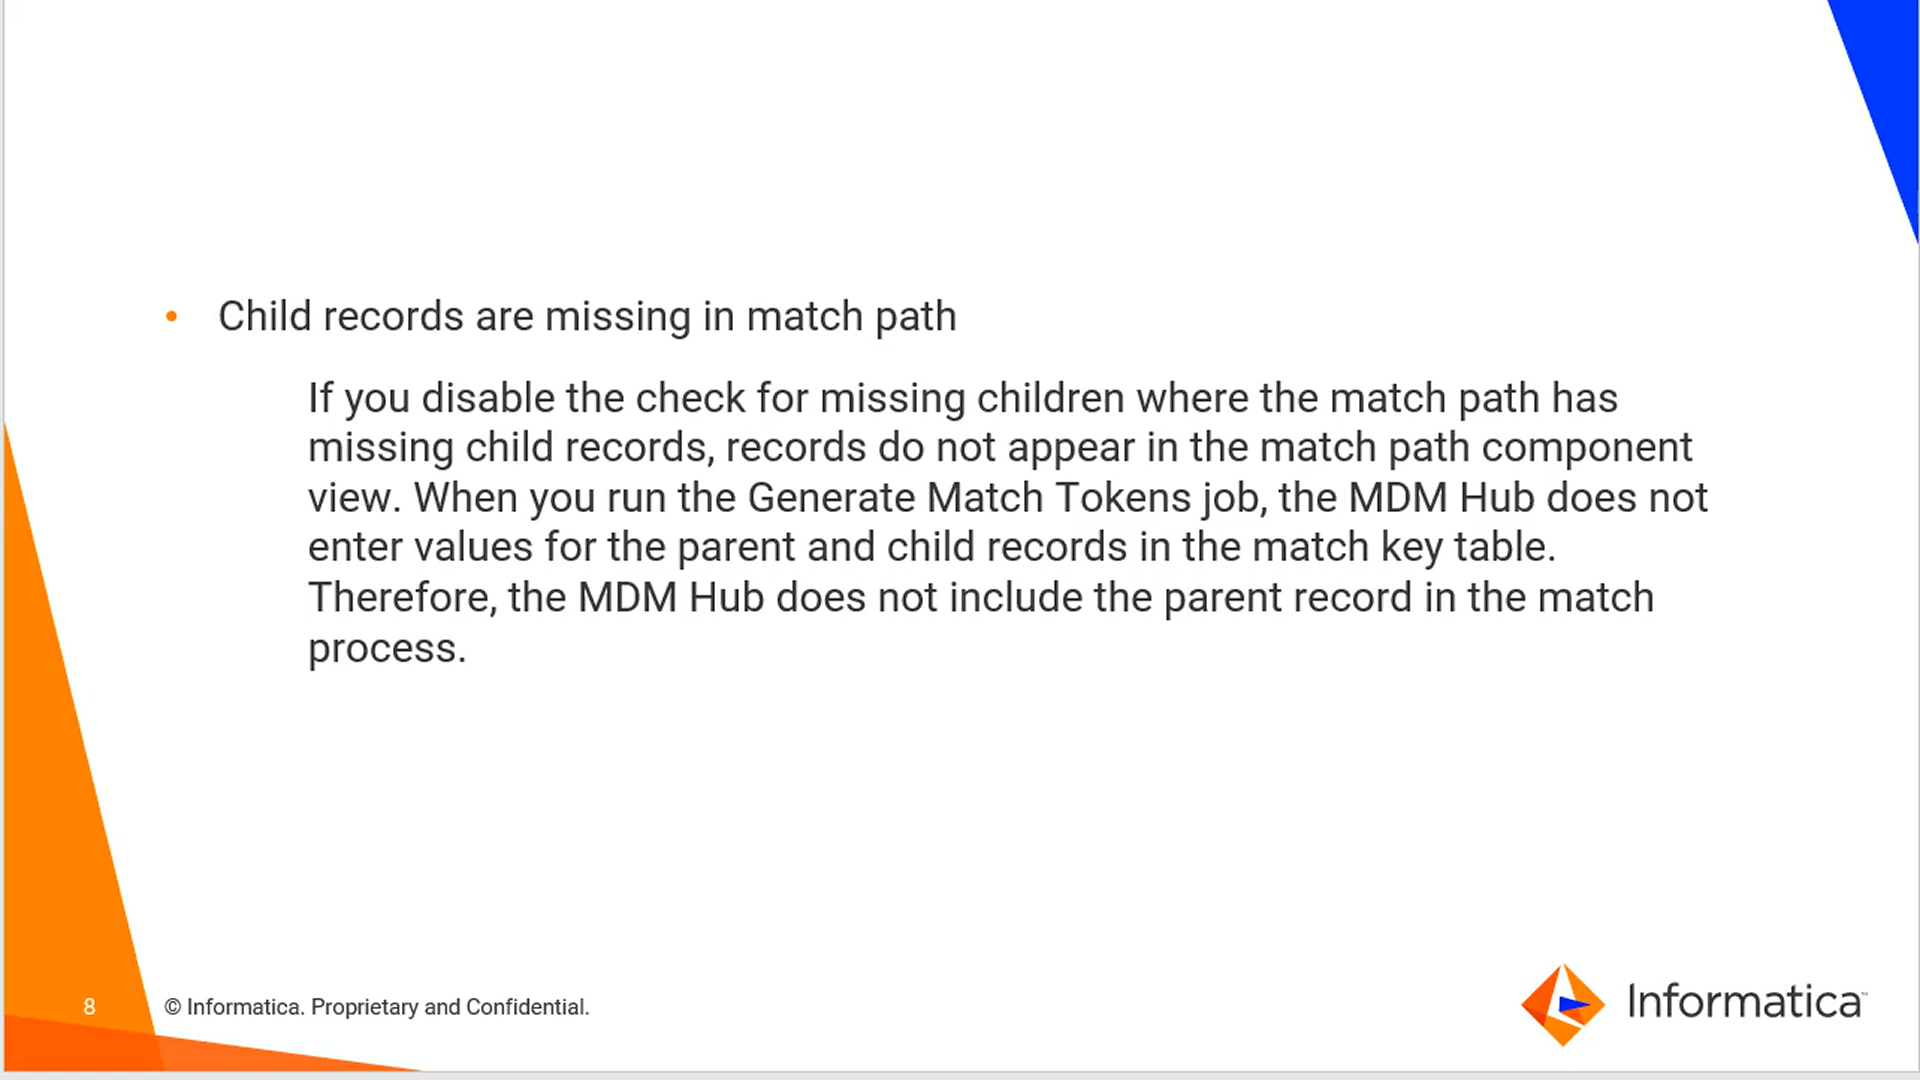 • Child records are missing in match path
If you disable the check for missing children where the match path has
missing child records, records do not appear in the match path component
view. When you run the Generate Match Tokens job, the MDM Hub does not
enter values for the parent and child records in the match key table.
Therefore, the MDM Hub does not include the parent record in the match
process.
8
© Informatica. Proprietary and Confidential.
Informatica™